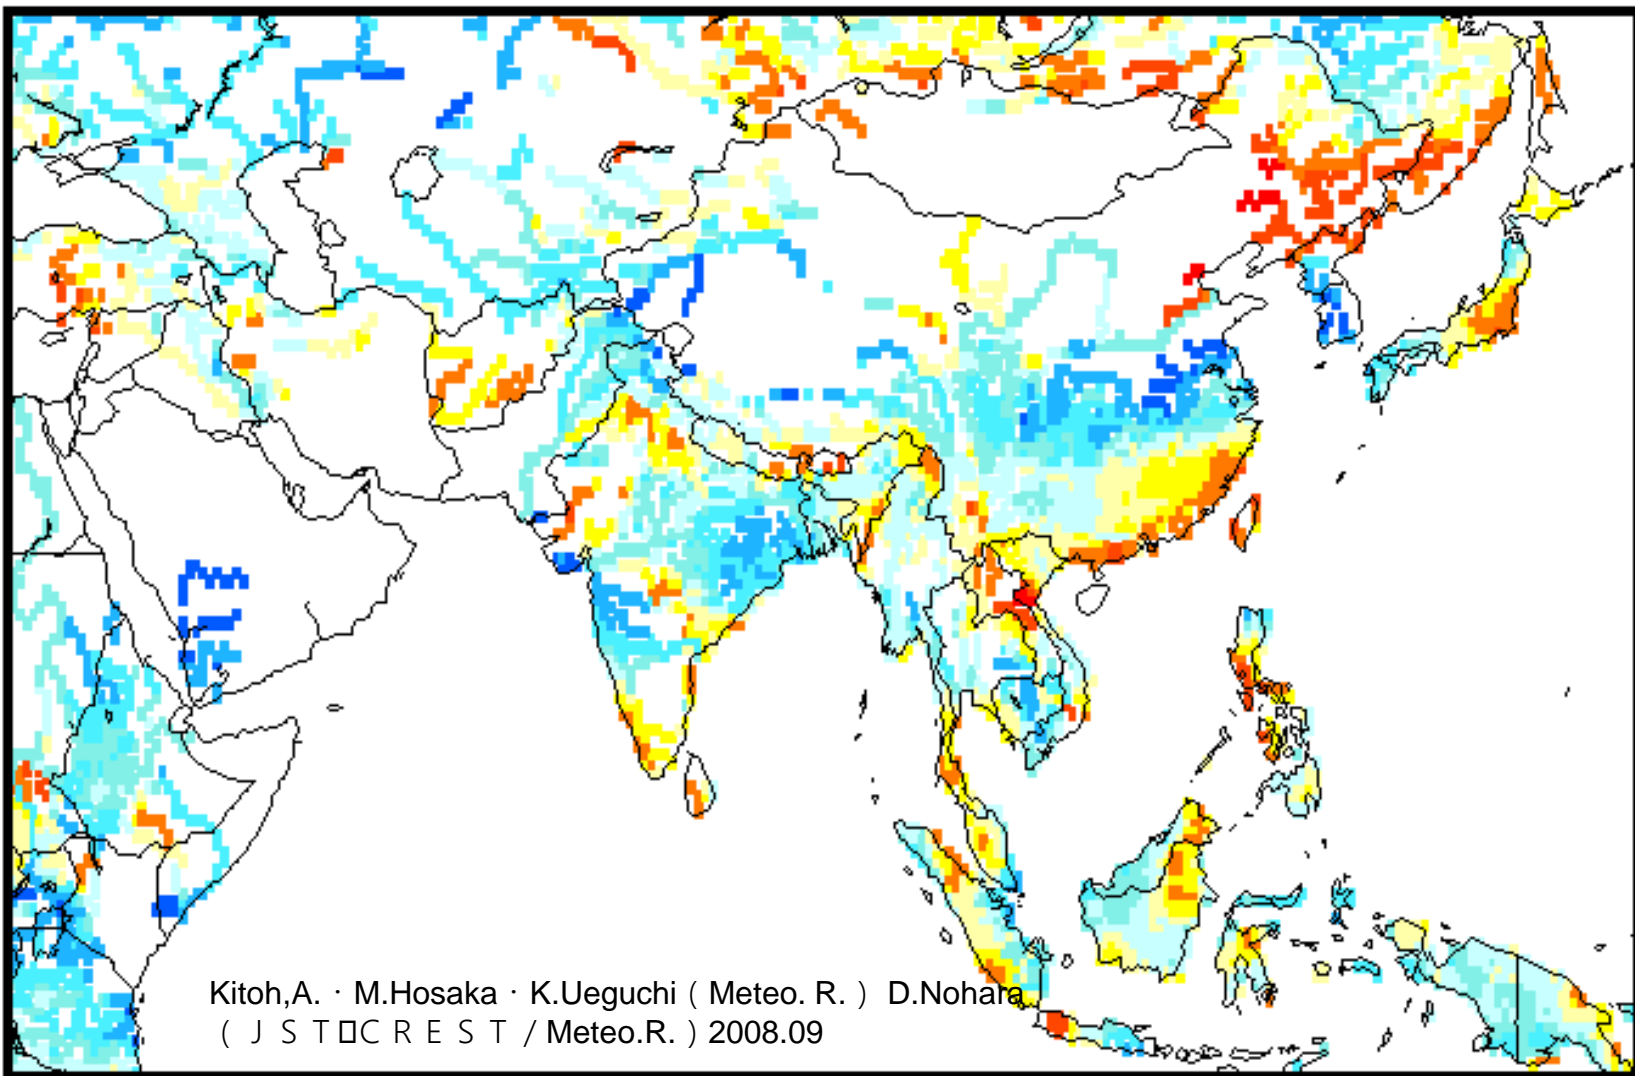 Kitoh,A.・M.Hosaka・K.Ueguchi（Meteo. R.） D.Nohara
（ＪＳＴ□ＣＲＥＳＴ／Meteo.R.）2008.09